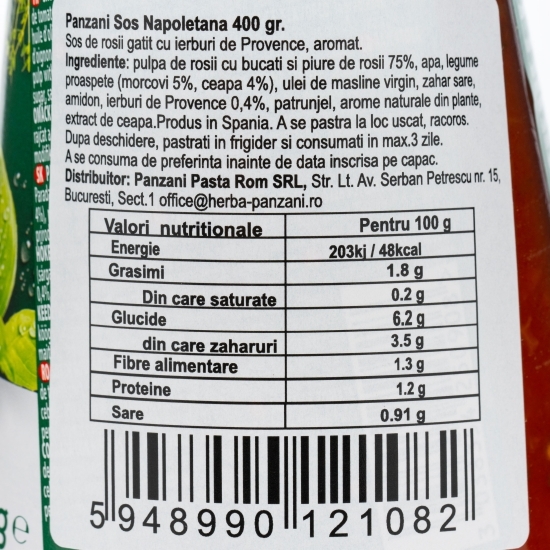 Panzani Sos Napoletana 400 gr.
Sos de rosii gatit cu ierburi de Provence, aromat.
Ingrediente: pulpa de rosii cu bucati si piure de rosii 75%, apa, legume
proaspete (morcovi 5%, ceapa 4%), ulei de masline virgin, zahar sare,
amidon, ierburi de Provence 0,4%, patrunjel, arome naturale din plante,
extract de ceapa.Produs in Spania. A se pastra la loc uscat, racoros.
Dupa deschidere, pastrati in frigider si consumati in max.3 zile.
A se consuma de preferinta inainte de data inscrisa pe capac.
Distribuitor: Panzani Pasta Rom SRL, Str. Lt. Av. Serban Petrescu nr. 15,
Bucuresti, Sect.1 office@herba-panzani.ro
Valori nutritionale Pentru 100 g
Energie 203kj / 48kcal
Grasimi 1.8 g
Din care saturate 0.2 g
Glucide 6.2 g
din care zaharuri 3.5 g
Fibre alimentare 1.3 g
Proteine 1.2 g
Sare 0.91 g
5 948990 121082